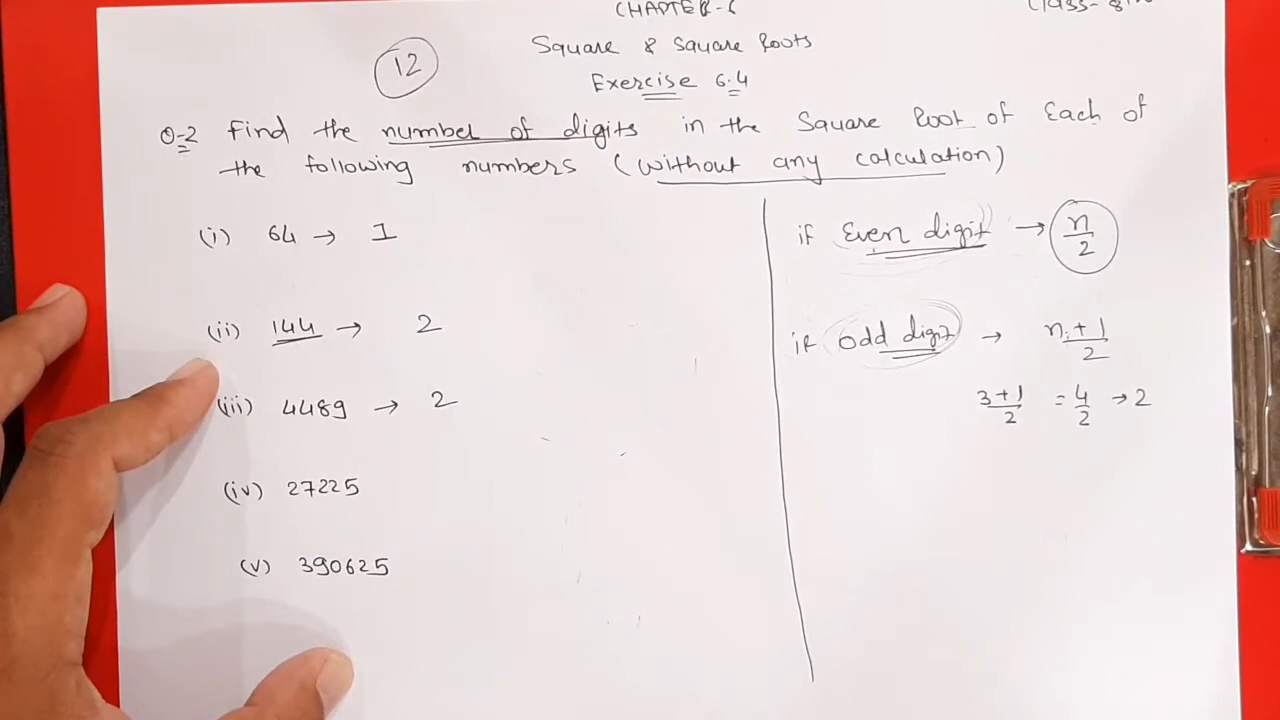 CHAPTER-6
12
Square & Square Roots
Exercise 6.4
Q-2 Find the number of digits in the Square Root of Each of
the following numbers (without any calculation)
(i) 64 → 1
(ii) 144 → 2
(iii) 4489 → 2
(iv) 27225
(v) 390625
if Even digit → n/2
if Odd digit → n+1/2
3+1/2 = 4/2 → 2